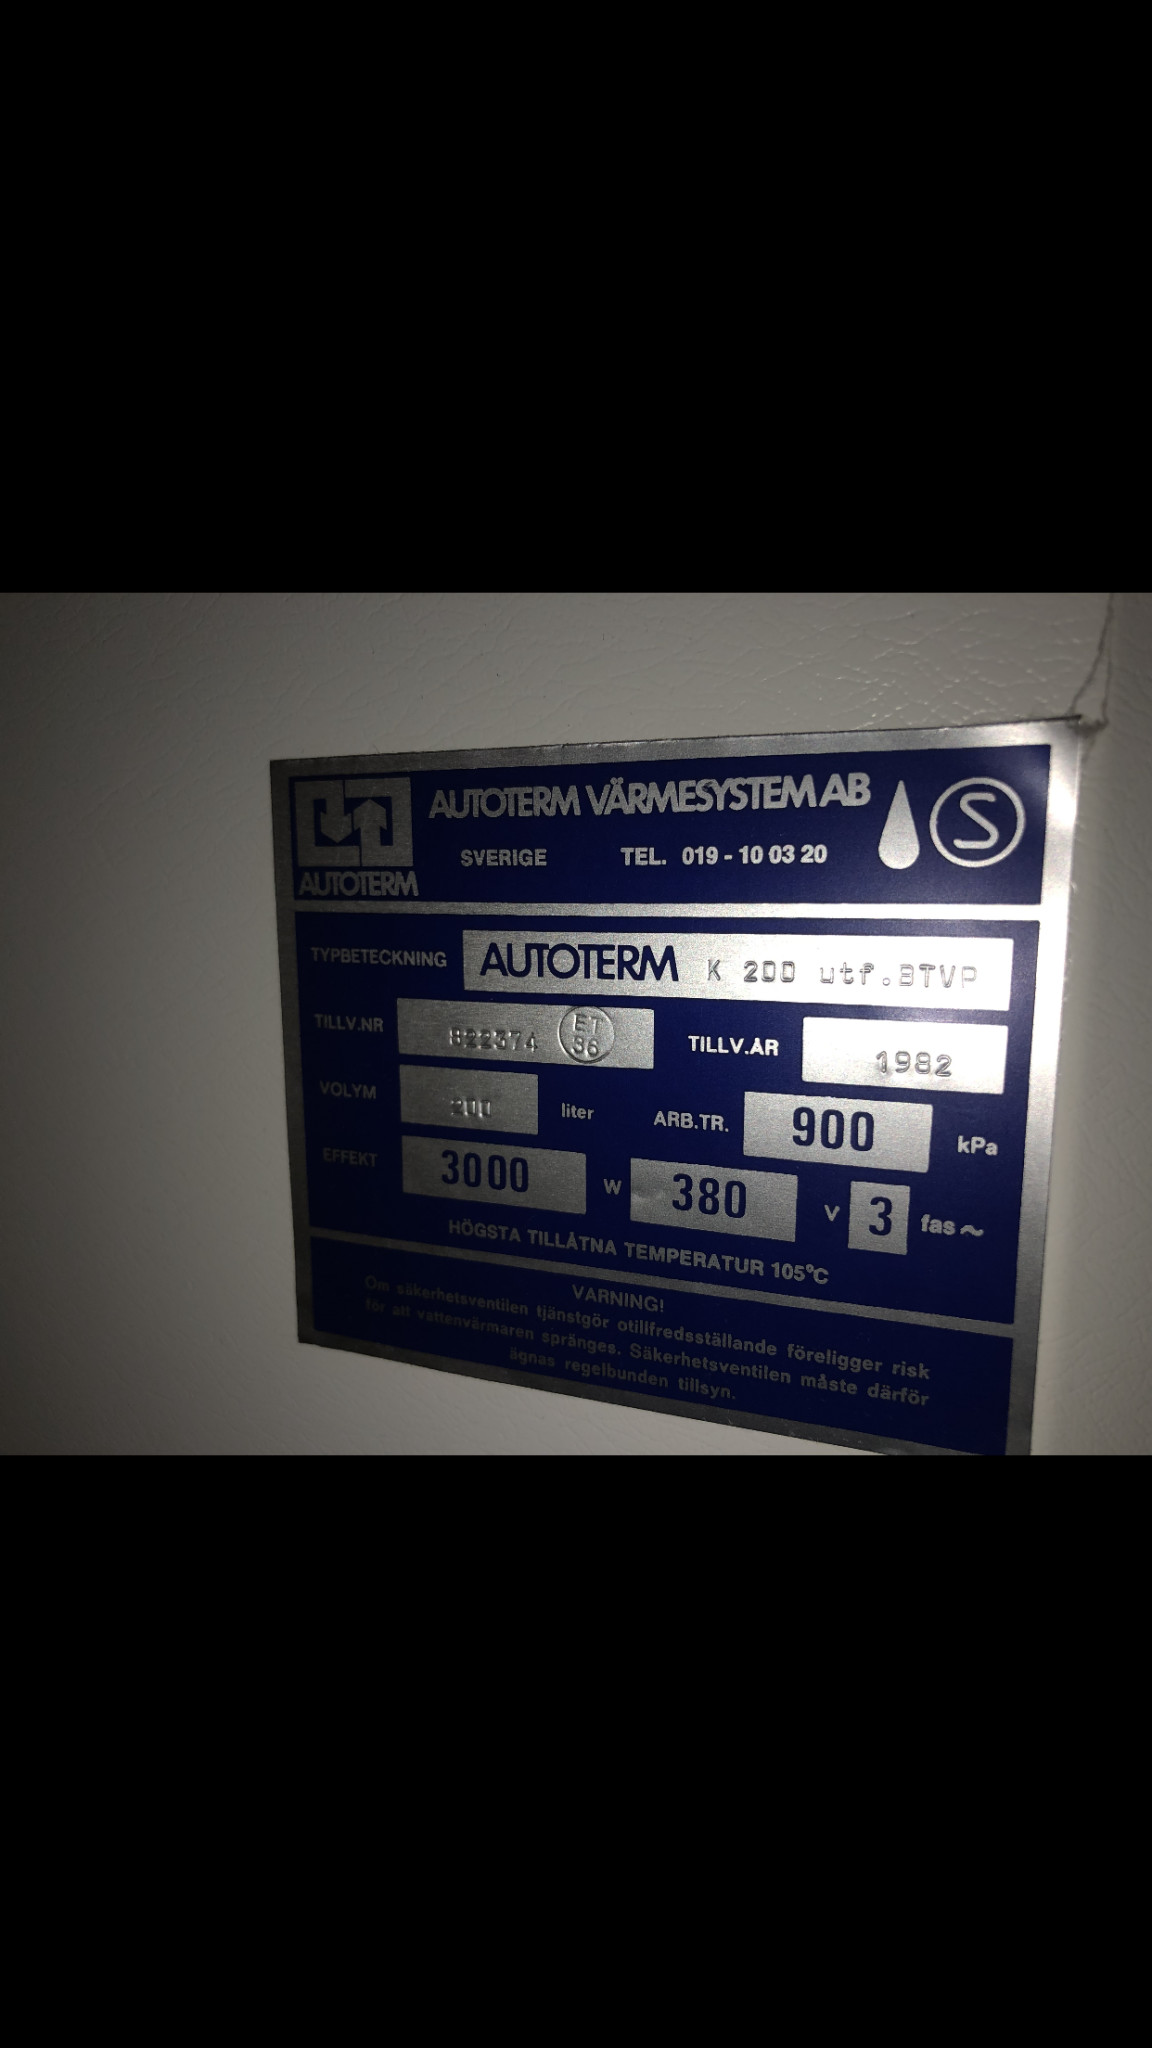 AUTOTERM VÄRMESYSTEM AB
SVERIGE TEL. 019 - 10 03 20
S
AUTOTERM
TYPBETECKNING AUTOTERM K 200 utf.BTVP
TILLV.NR 822374 ET 36 TILLV.ÅR 1982
VOLYM 200 liter ARB.TR. 900 kPa
EFFEKT 3000 W 380 V 3 fas ~
HÖGSTA TILLÅTNA TEMPERATUR 105°C
VARNING!
Om säkerhetsventilen tjänstgör otillfredsställande föreligger risk
för att vattenvärmaren spränges. Säkerhetsventilen måste därför
ägnas regelbunden tillsyn.